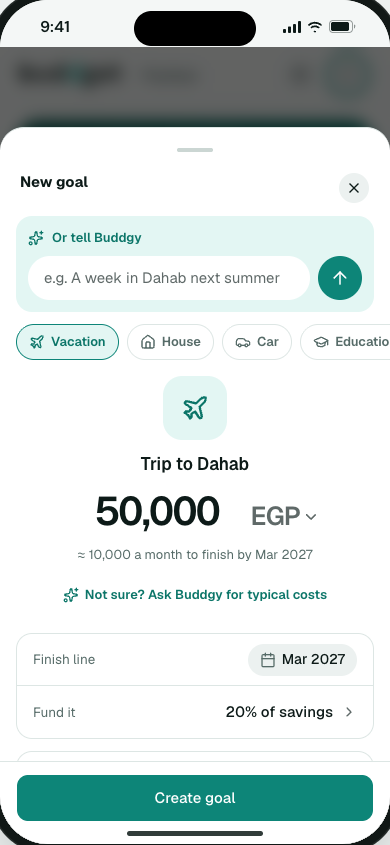 9:41
New goal
Or tell Buddgy
e.g. A week in Dahab next summer
Vacation
House
Car
Educatio
Trip to Dahab
50,000 EGP
≈ 10,000 a month to finish by Mar 2027
Not sure? Ask Buddgy for typical costs
Finish line
Mar 2027
Fund it
20% of savings
Create goal